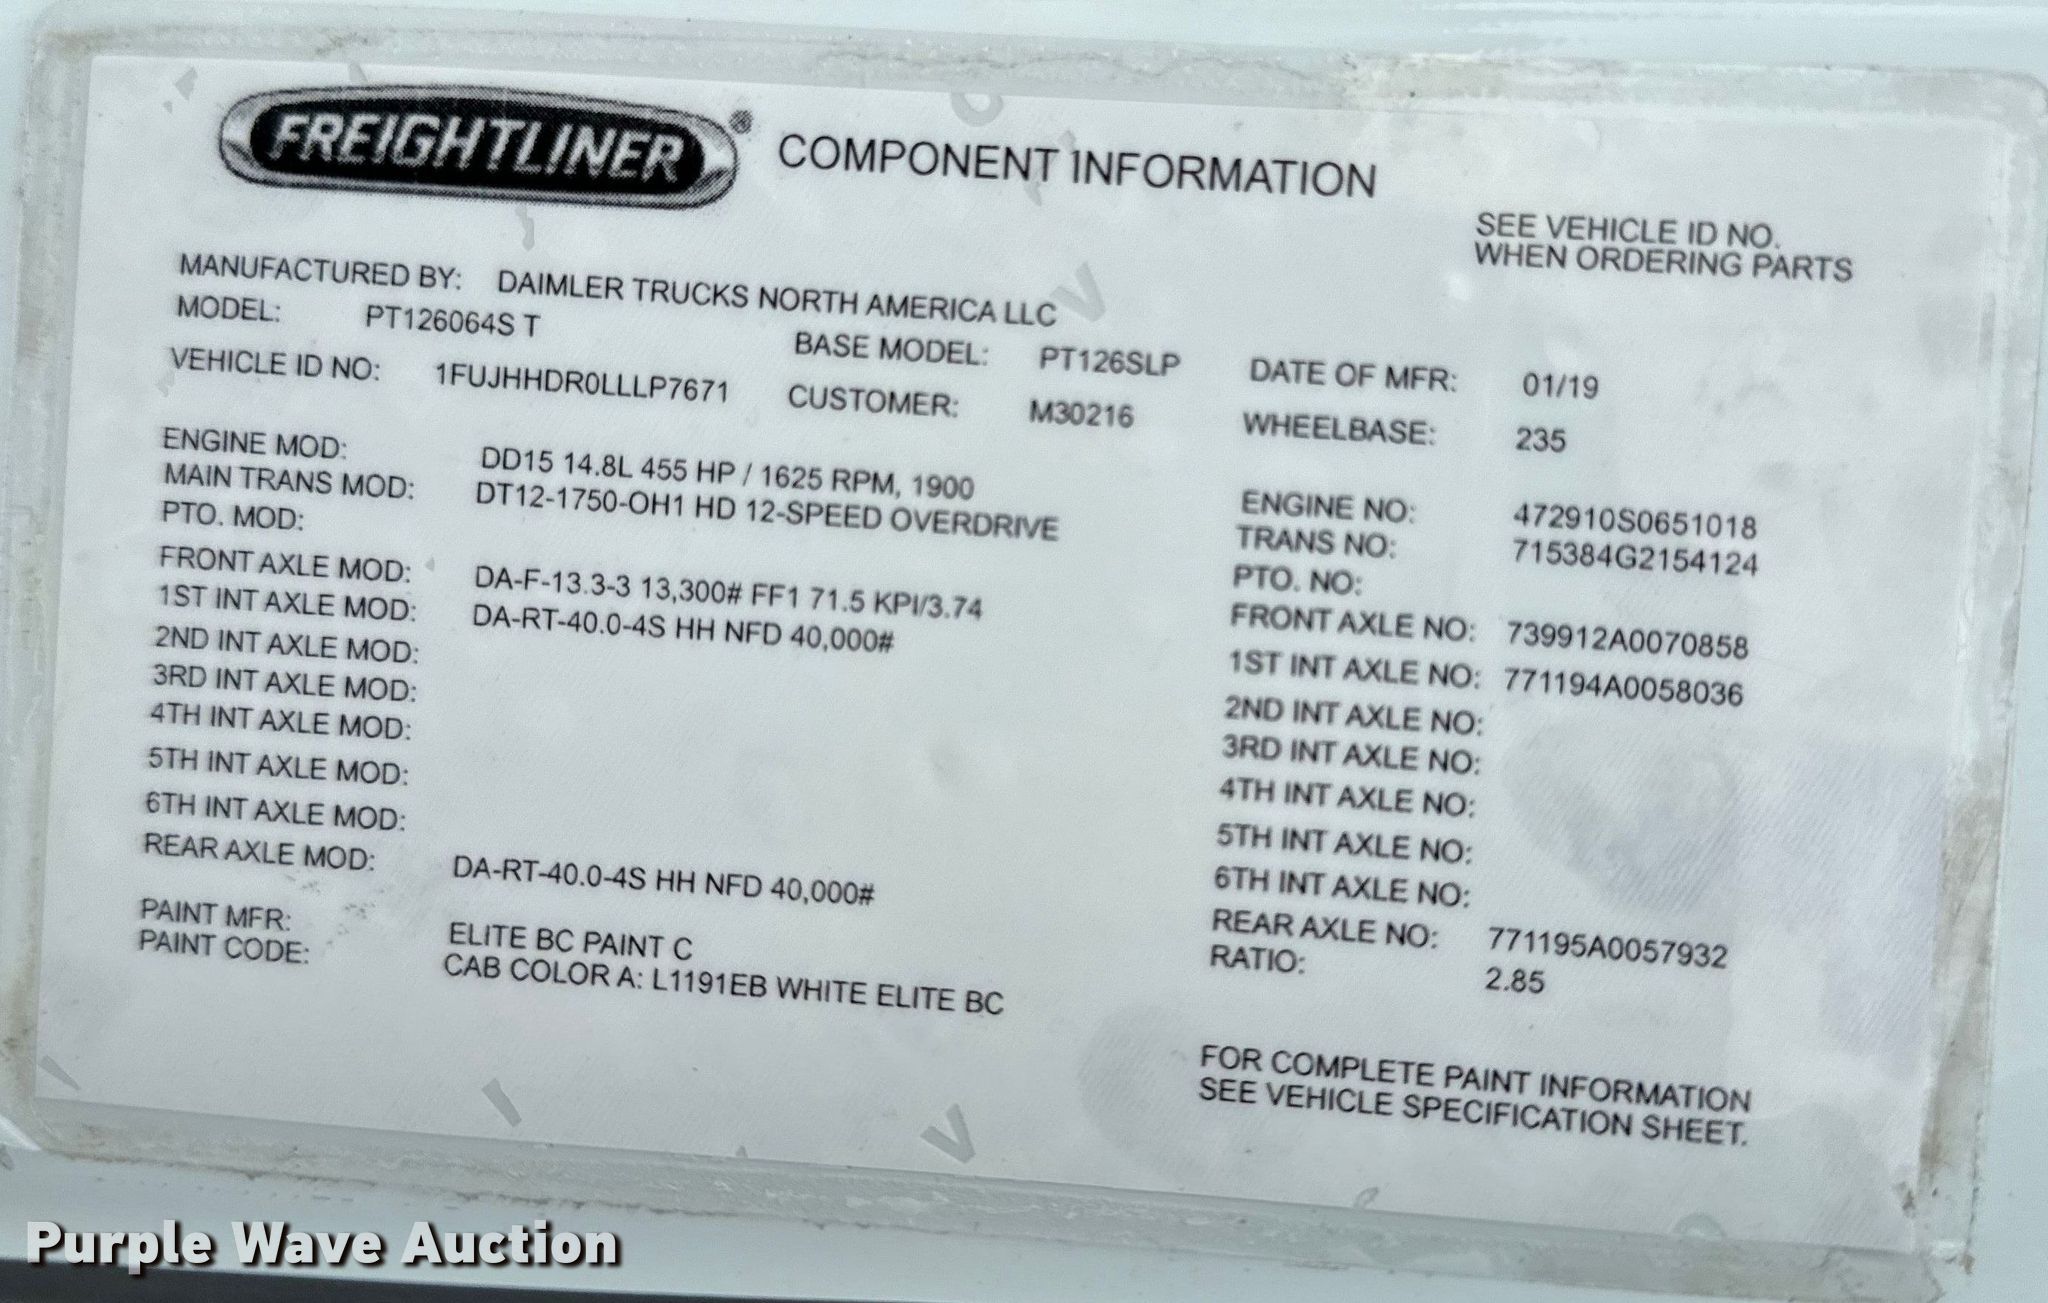 FREIGHTLINER® COMPONENT INFORMATION
SEE VEHICLE ID NO.
WHEN ORDERING PARTS
MANUFACTURED BY: DAIMLER TRUCKS NORTH AMERICA LLC
MODEL: PT126064S T BASE MODEL: PT126SLP DATE OF MFR: 01/19
VEHICLE ID NO: 1FUJHHDR0LLLP7671 CUSTOMER: M30216 WHEELBASE: 235
ENGINE MOD: DD15 14.8L 455 HP / 1625 RPM, 1900 ENGINE NO: 472910S0651018
MAIN TRANS MOD: DT12-1750-OH1 HD 12-SPEED OVERDRIVE TRANS NO: 715384G2154124
PTO. MOD: PTO. NO:
FRONT AXLE MOD: DA-F-13.3-3 13,300# FF1 71.5 KPI/3.74 FRONT AXLE NO: 739912A0070858
1ST INT AXLE MOD: DA-RT-40.0-4S HH NFD 40,000# 1ST INT AXLE NO: 771194A0058036
2ND INT AXLE MOD: 2ND INT AXLE NO:
3RD INT AXLE MOD: 3RD INT AXLE NO:
4TH INT AXLE MOD: 4TH INT AXLE NO:
5TH INT AXLE MOD: 5TH INT AXLE NO:
6TH INT AXLE MOD: 6TH INT AXLE NO:
REAR AXLE MOD: DA-RT-40.0-4S HH NFD 40,000# REAR AXLE NO: 771195A0057932
RATIO: 2.85
PAINT MFR: ELITE BC PAINT C
PAINT CODE: CAB COLOR A: L1191EB WHITE ELITE BC
FOR COMPLETE PAINT INFORMATION
SEE VEHICLE SPECIFICATION SHEET.
Purple Wave Auction